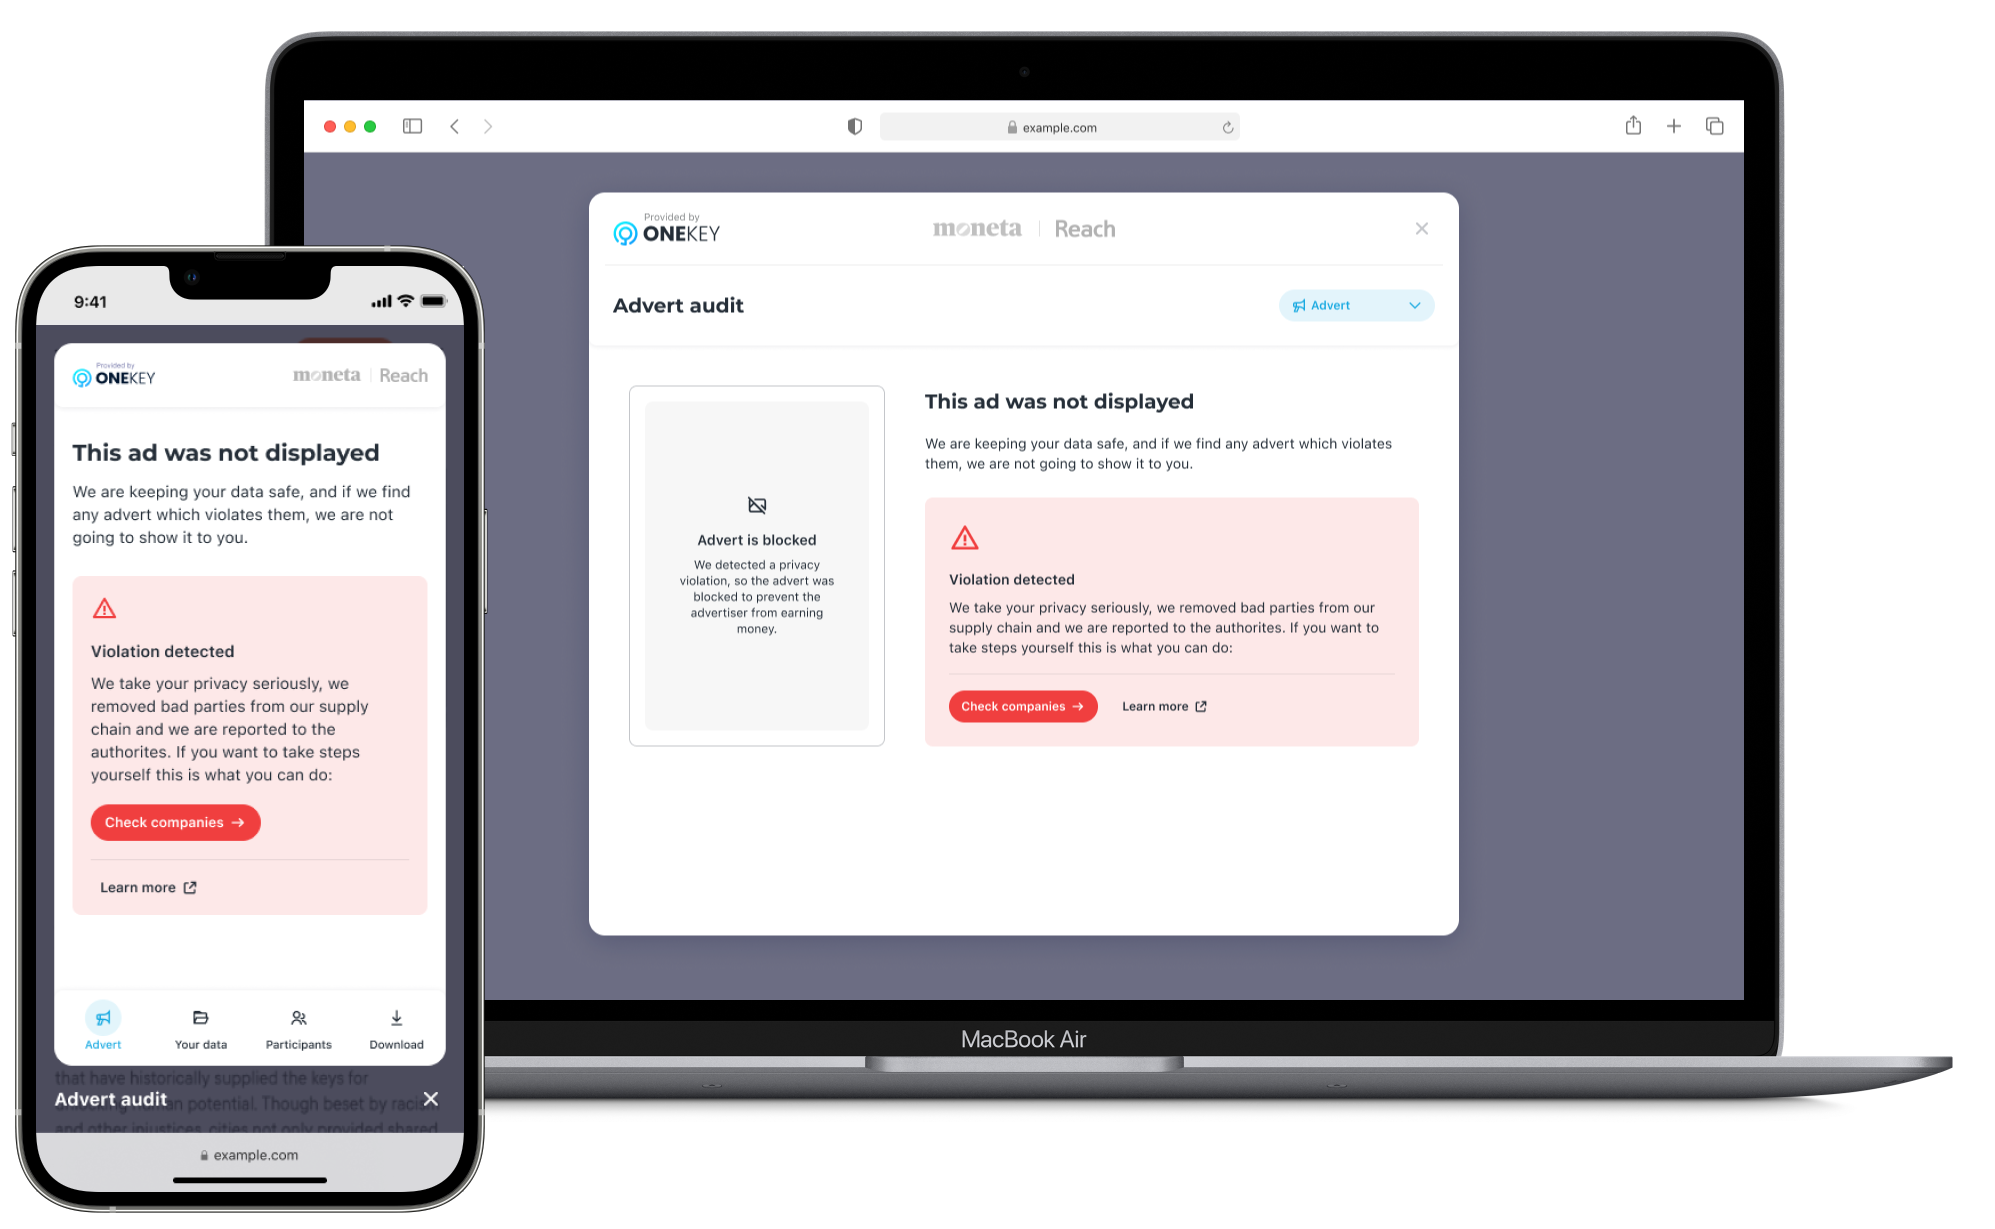 example.com
Provided by
ONEKEY
moneta
Reach
Advert audit
Advert
Advert is blocked
We detected a privacy
violation, so the advert was
blocked to prevent the
advertiser from earning
money.
This ad was not displayed
We are keeping your data safe, and if we find any advert which violates
them, we are not going to show it to you.
Violation detected
We take your privacy seriously, we removed bad parties from our
supply chain and we are reported to the authorites. If you want to
take steps yourself this is what you can do:
Check companies →
Learn more
MacBook Air
9:41
Provided by
ONEKEY
moneta
Reach
This ad was not displayed
We are keeping your data safe, and if we find
any advert which violates them, we are not
going to show it to you.
Violation detected
We take your privacy seriously, we
removed bad parties from our supply
chain and we are reported to the
authorites. If you want to take steps
yourself this is what you can do:
Check companies →
Learn more
Advert
Your data
Participants
Download
that have historically supplied the keys for
Advert audit
potential. Though beset by
and other injustices, cities not only provided shared
example.com